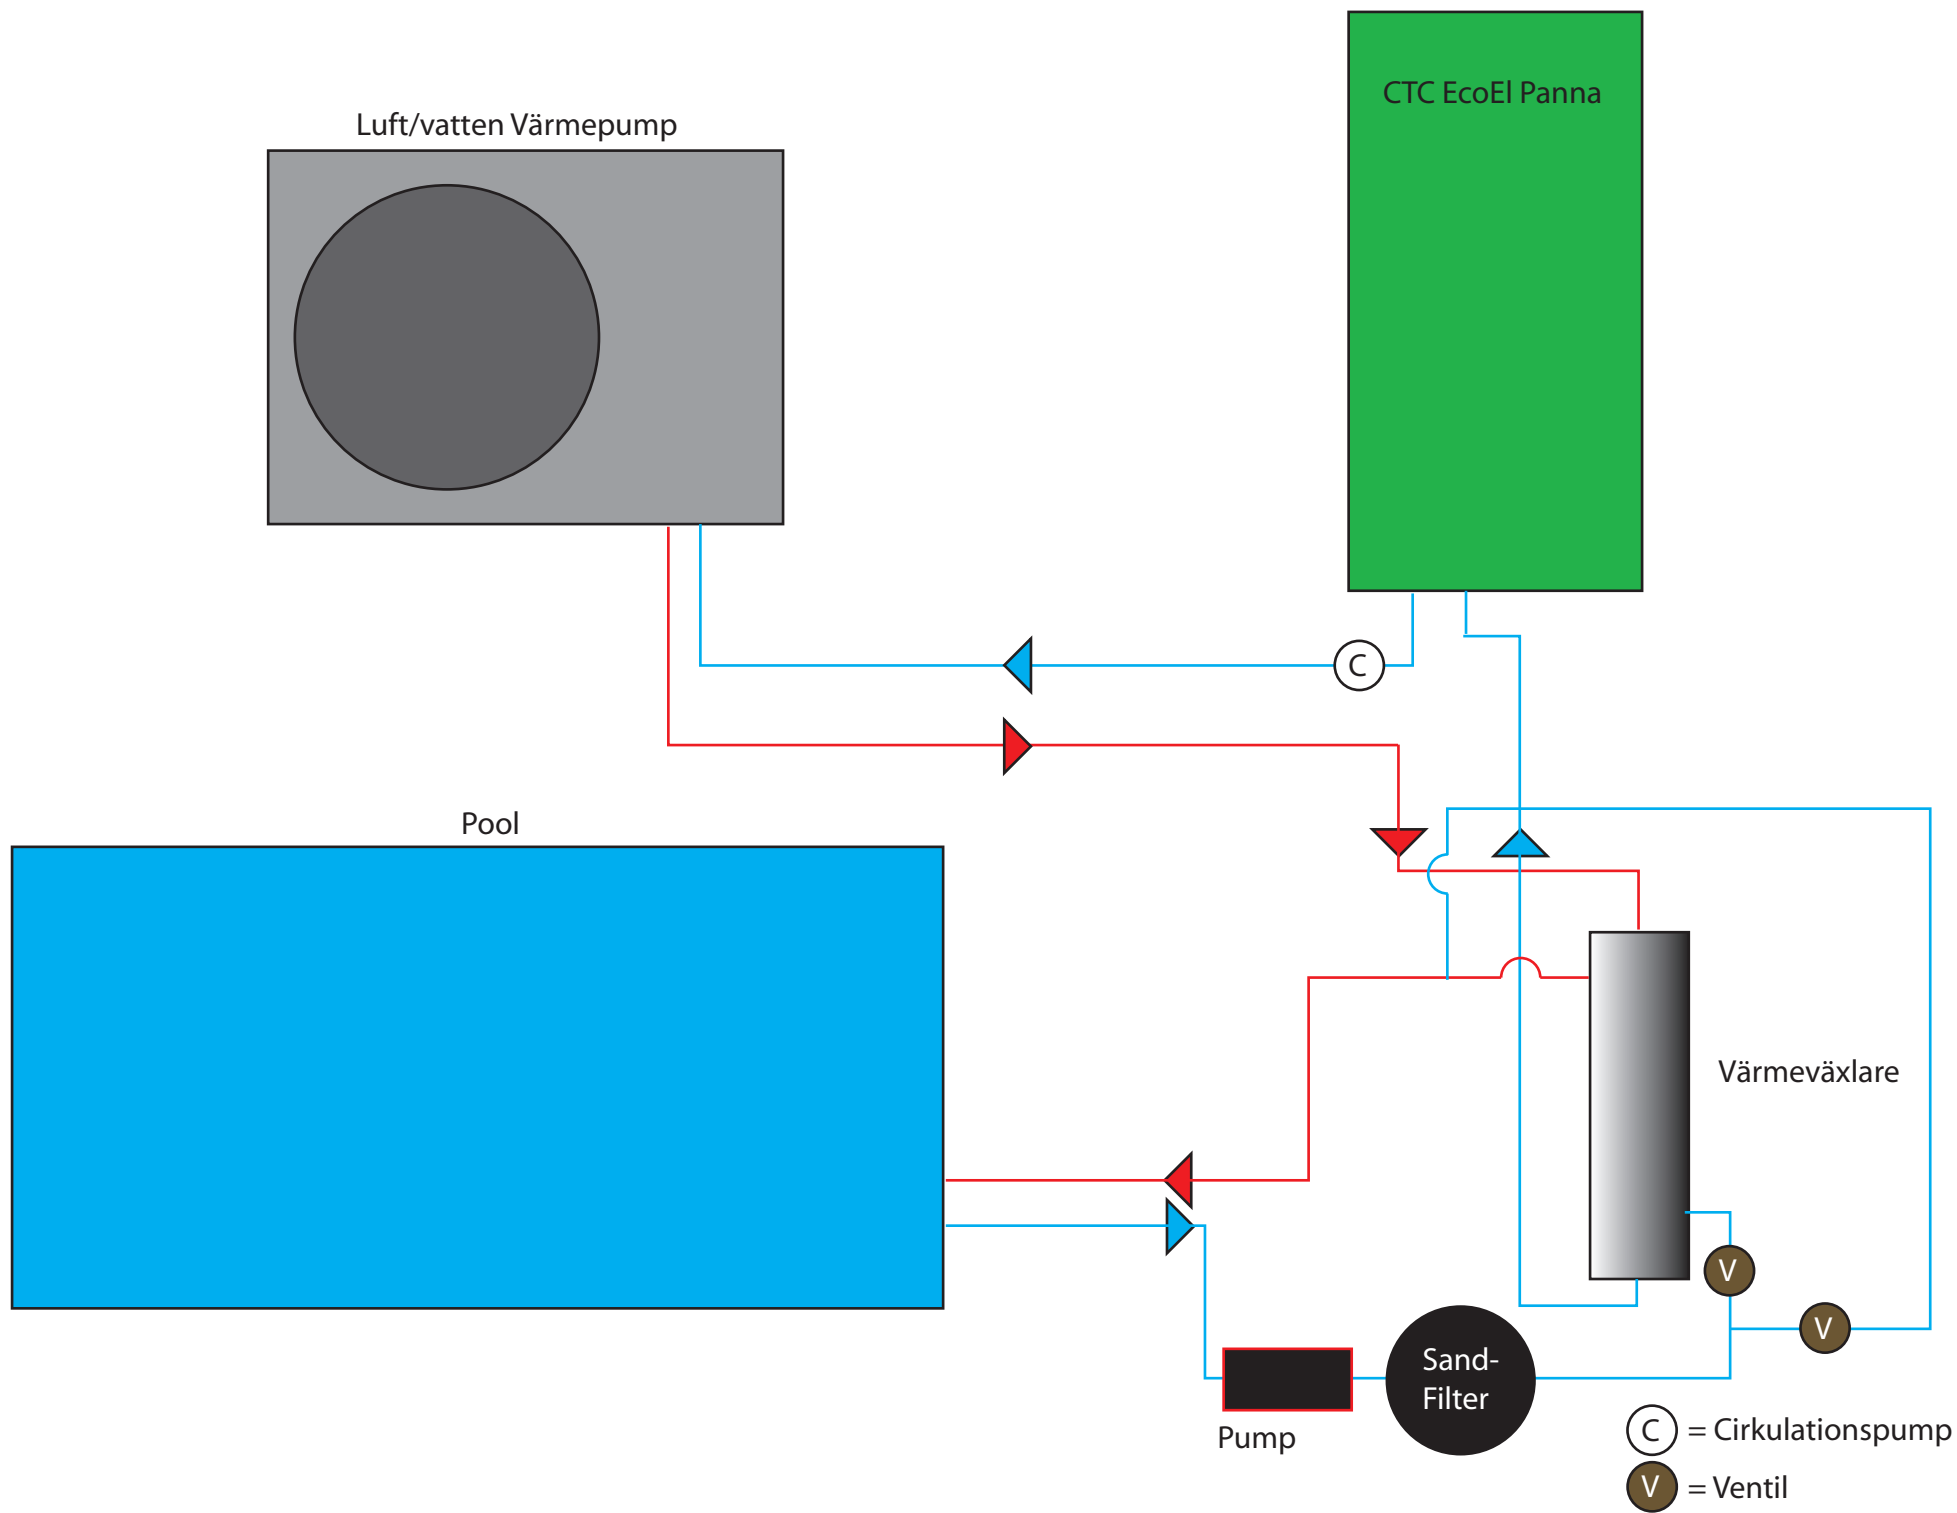 CTC EcoEl Panna
Luft/vatten Värmepump
C
Pool
Värmeväxlare
V
V
Sand-
Filter
Pump
C = Cirkulationspump
V = Ventil